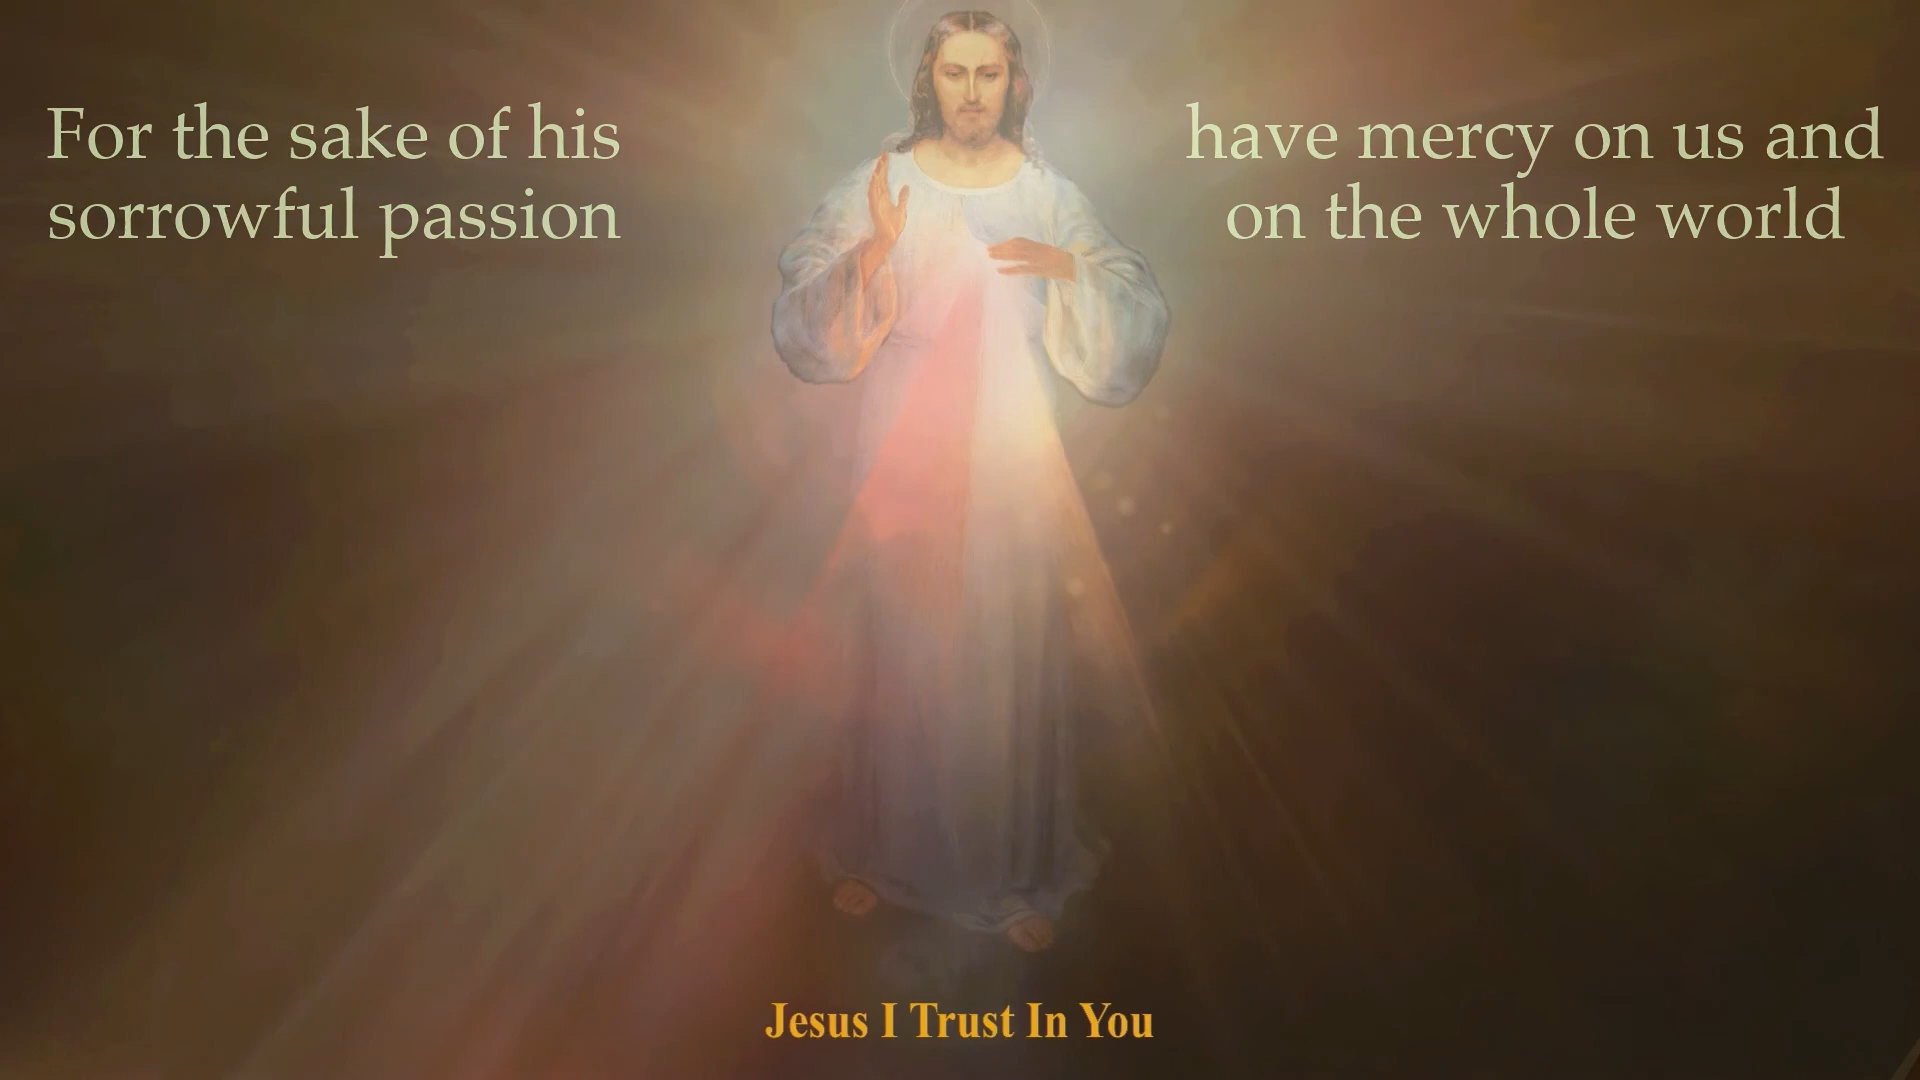 For the sake of his
sorrowful passion
have mercy on us and
on the whole world
Jesus I Trust In You